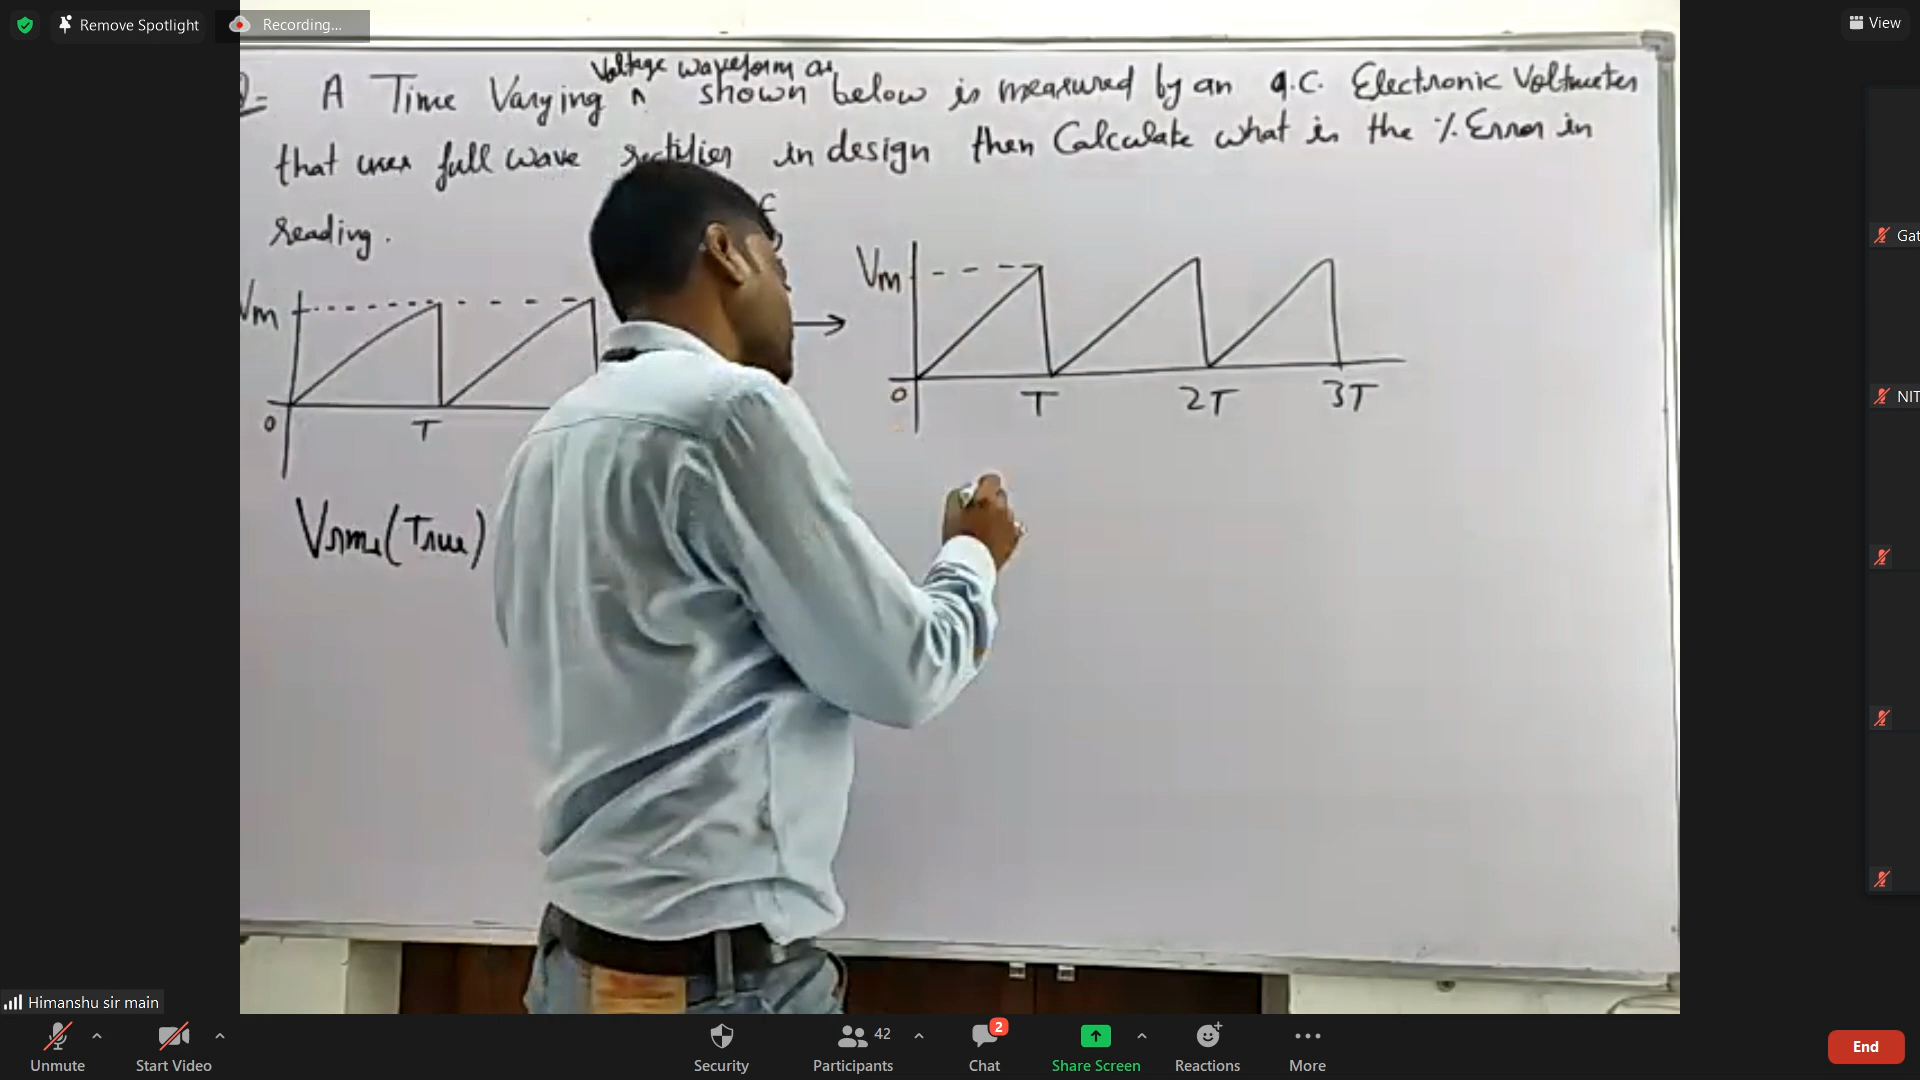 Remove Spotlight
Recording...
View
Voltage waveform as
Q= A Time Varying ∧ shown below is measured by an a.c. Electronic Voltmeter
that uses full wave rectifier in design then Calculate what is the % Error in
reading.
Vm
0
T
Vm
0
T
2T
3T
Vrms(True)
Gat
NIT
Himanshu sir main
Unmute
Start Video
Security
42
Participants
2
Chat
Share Screen
Reactions
More
End